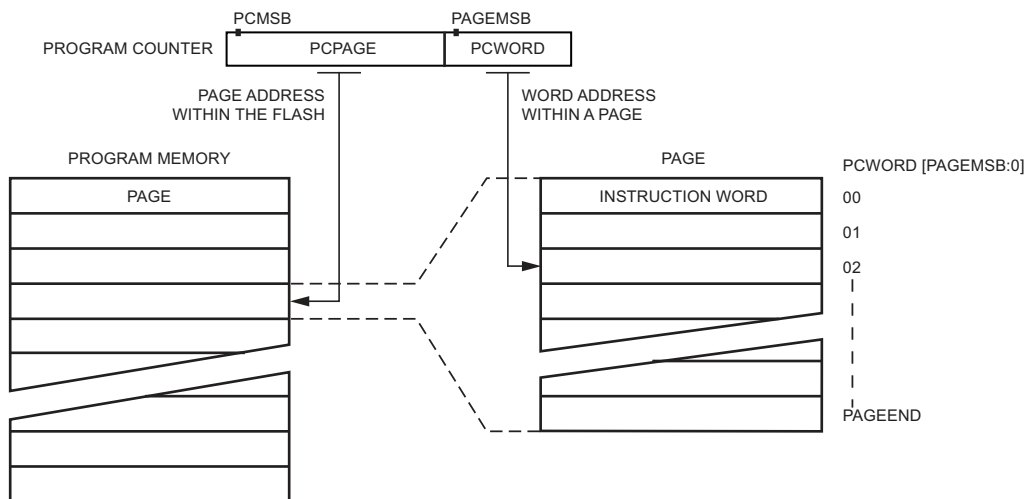 PCMSB
PAGEMSB
PROGRAM COUNTER
PCPAGE
PCWORD
PAGE ADDRESS
WITHIN THE FLASH
WORD ADDRESS
WITHIN A PAGE
PROGRAM MEMORY
PAGE
PAGE
PCWORD [PAGEMSB:0]
INSTRUCTION WORD
00
01
02
PAGEEND